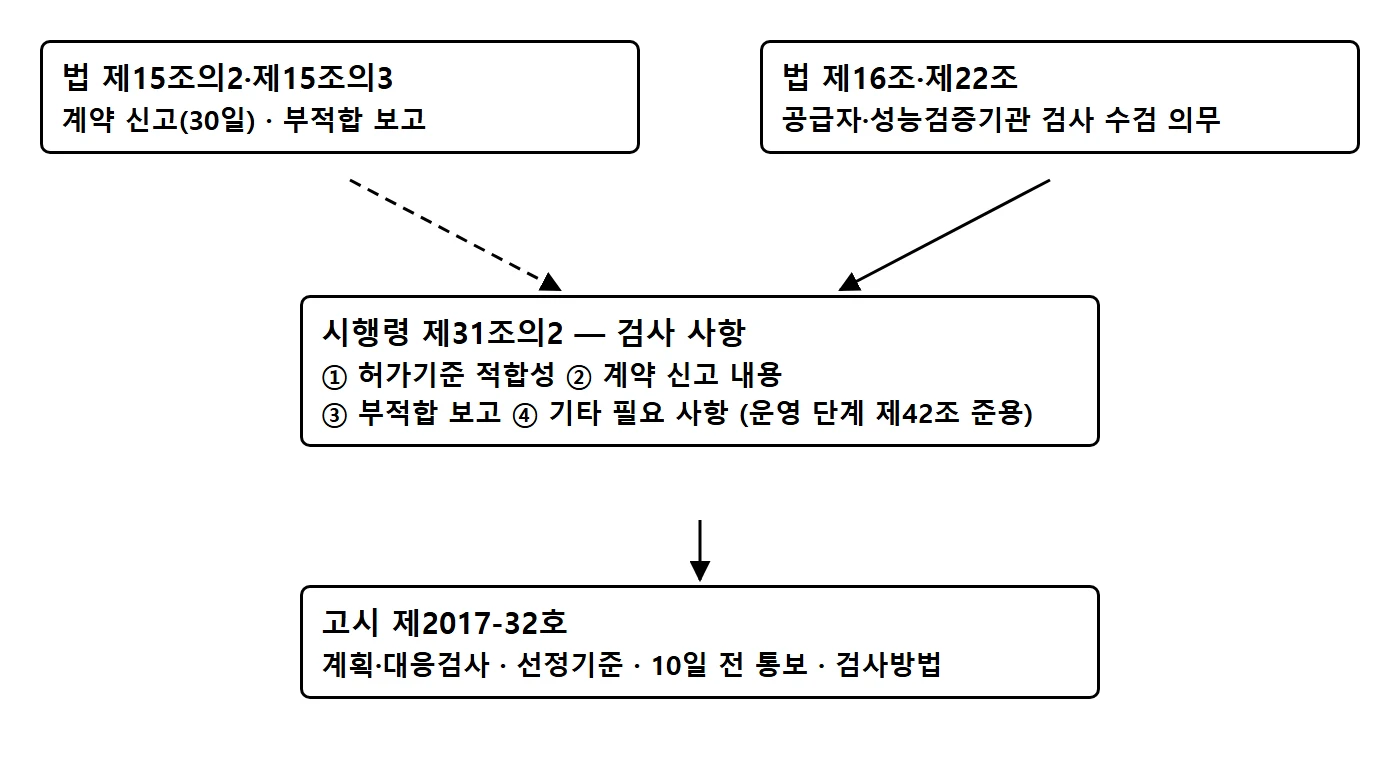 법 제15조의2·제15조의3
계약 신고(30일) · 부적합 보고
법 제16조·제22조
공급자·성능검증기관 검사 수검 의무
시행령 제31조의2 — 검사 사항
① 허가기준 적합성 ② 계약 신고 내용
③ 부적합 보고 ④ 기타 필요 사항 (운영 단계 제42조 준용)
고시 제2017-32호
계획·대응검사 · 선정기준 · 10일 전 통보 · 검사방법